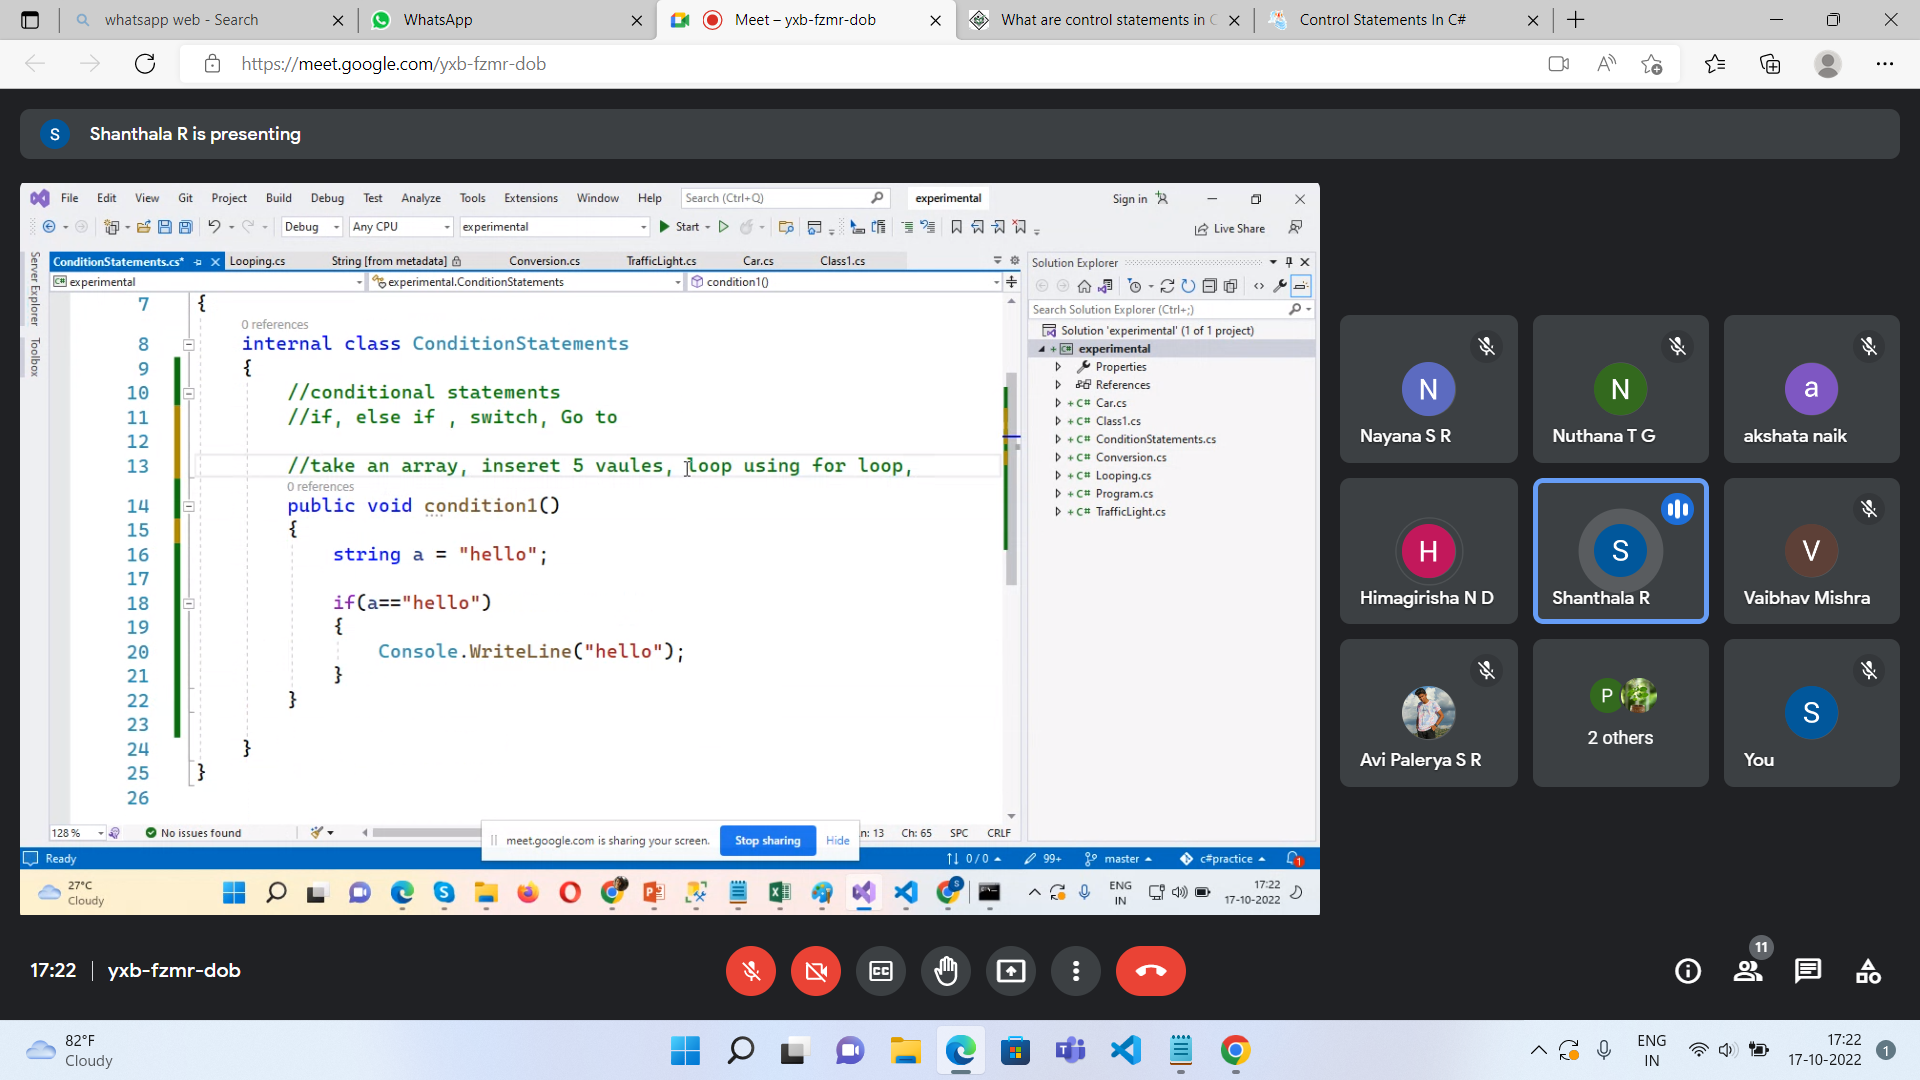 whatsapp web - Search
WhatsApp
Meet – yxb-fzmr-dob
What are control statements in C
Control Statements In C#
https://meet.google.com/yxb-fzmr-dob
S
Shanthala R is presenting
File Edit View Git Project Build Debug Test Analyze Tools Extensions Window Help
Search (Ctrl+Q)
experimental
Sign in
Debug
Any CPU
experimental
Start
Live Share
Server Explorer
Toolbox
ConditionStatements.cs*
Looping.cs
String [from metadata]
Conversion.cs
TrafficLight.cs
Car.cs
Class1.cs
experimental
experimental.ConditionStatements
condition1()
7 {
0 references
8 internal class ConditionStatements
9 {
10 //conditional statements
11 //if, else if , switch, Go to
12
13 //take an array, inseret 5 vaules, loop using for loop,
0 references
14 public void condition1()
15 {
16 string a = "hello";
17
18 if(a=="hello")
19 {
20 Console.WriteLine("hello");
21 }
22 }
23
24 }
25 }
26
Solution Explorer
Search Solution Explorer (Ctrl+;)
Solution 'experimental' (1 of 1 project)
experimental
Properties
References
C# Car.cs
C# Class1.cs
C# ConditionStatements.cs
C# Conversion.cs
C# Looping.cs
C# Program.cs
C# TrafficLight.cs
128 %
No issues found
meet.google.com is sharing your screen.
Stop sharing
Hide
n: 13 Ch: 65 SPC CRLF
Ready
0 / 0
99+
master
c#practice
1
27°C
Cloudy
ENG
IN
17:22
17-10-2022
N
Nayana S R
N
Nuthana T G
a
akshata naik
H
Himagirisha N D
S
Shanthala R
V
Vaibhav Mishra
Avi Palerya S R
P
2 others
S
You
17:22 | yxb-fzmr-dob
CC
11
82°F
Cloudy
ENG
IN
17:22
17-10-2022
1